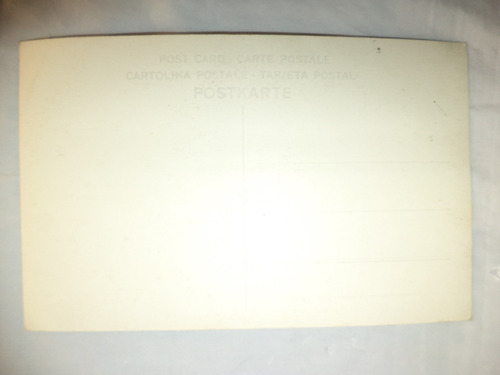 POST CARD - CARTE POSTALE
CARTOLINA POSTALE - TARJETA POSTAL
POSTKARTE